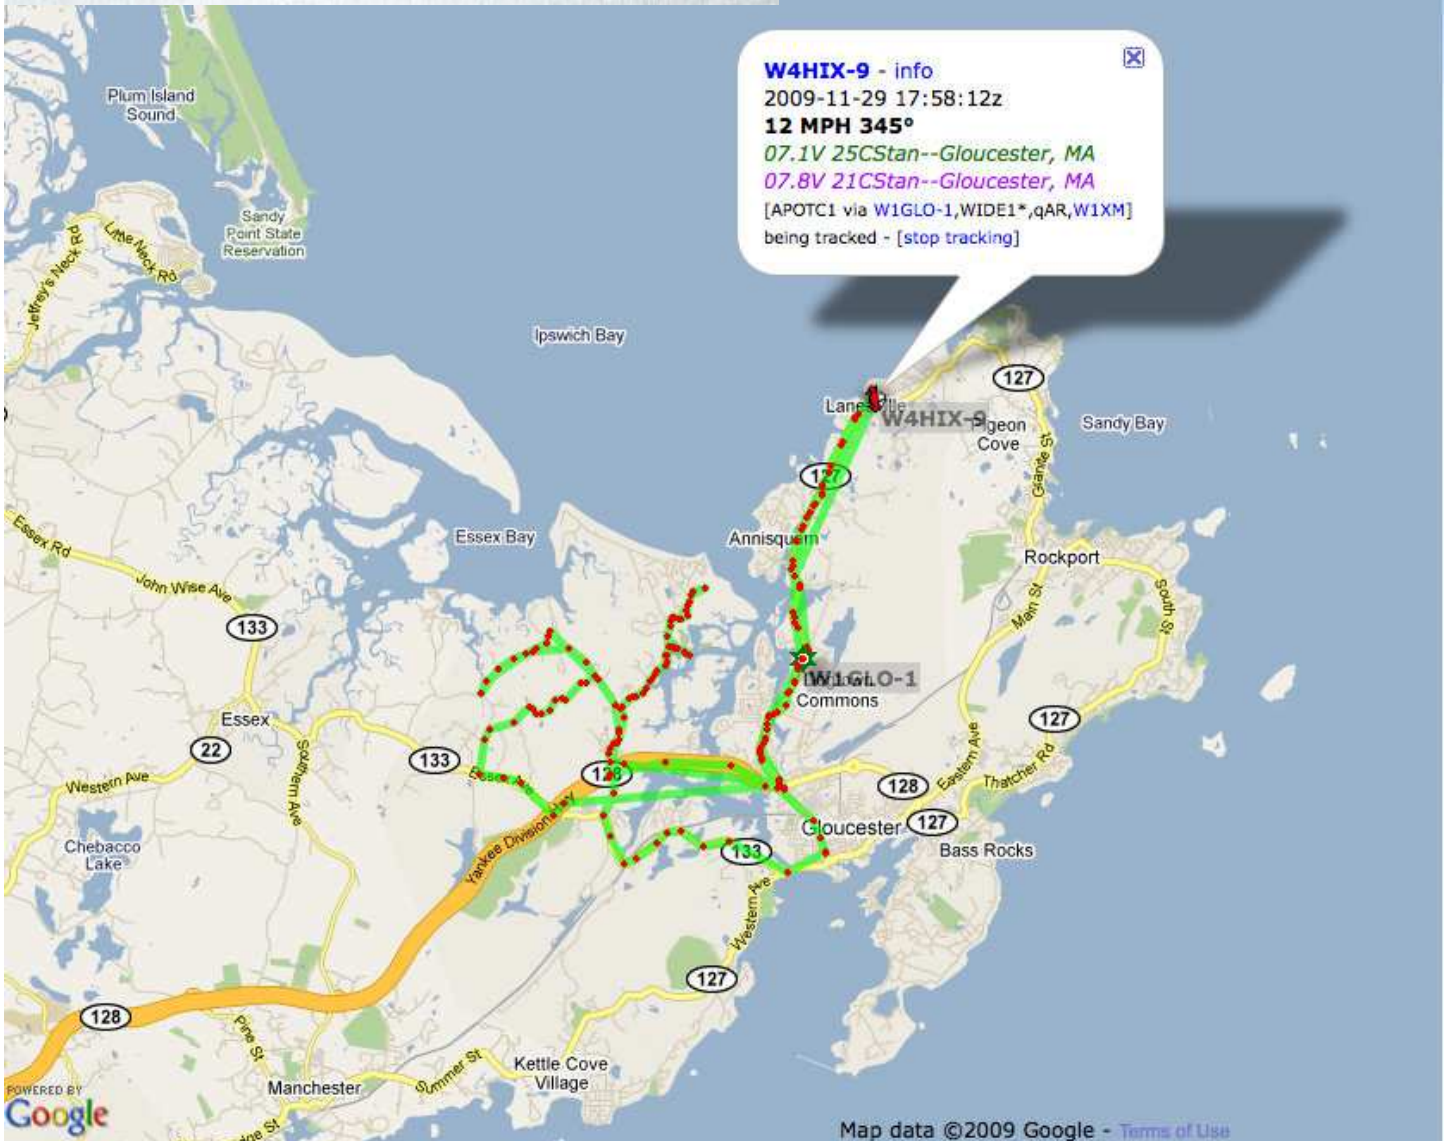 W4HIX-9 - info
2009-11-29 17:58:12z
12 MPH 345°
07.1V 25CStan--Gloucester, MA
07.8V 21CStan--Gloucester, MA
[APOTC1 via W1GLO-1,WIDE1*,qAR,W1XM]
being tracked - [stop tracking]
Plum Island
Sound
Sandy
Point State
Reservation
Little Neck Rd
Jeffrey's Neck Rd
Ipswich Bay
127
Lanesville
W4HIX-9
Pigeon
Cove
Sandy Bay
Granite St
127
Essex Rd
Essex Bay
Annisquam
Rockport
John Wise Ave
133
Main St
South St
W1GLO-1
Commons
Essex
22
133
Southern Ave
Western Ave
Essex Ave
128
127
Eastern Ave
Thatcher Rd
128
127
Gloucester
Bass Rocks
Yankee Division Hwy
133
Chebacco
Lake
Western Ave
127
128
Pine St
Kettle Cove
Village
Summer St
Manchester
POWERED BY
Google
Map data ©2009 Google - Terms of Use